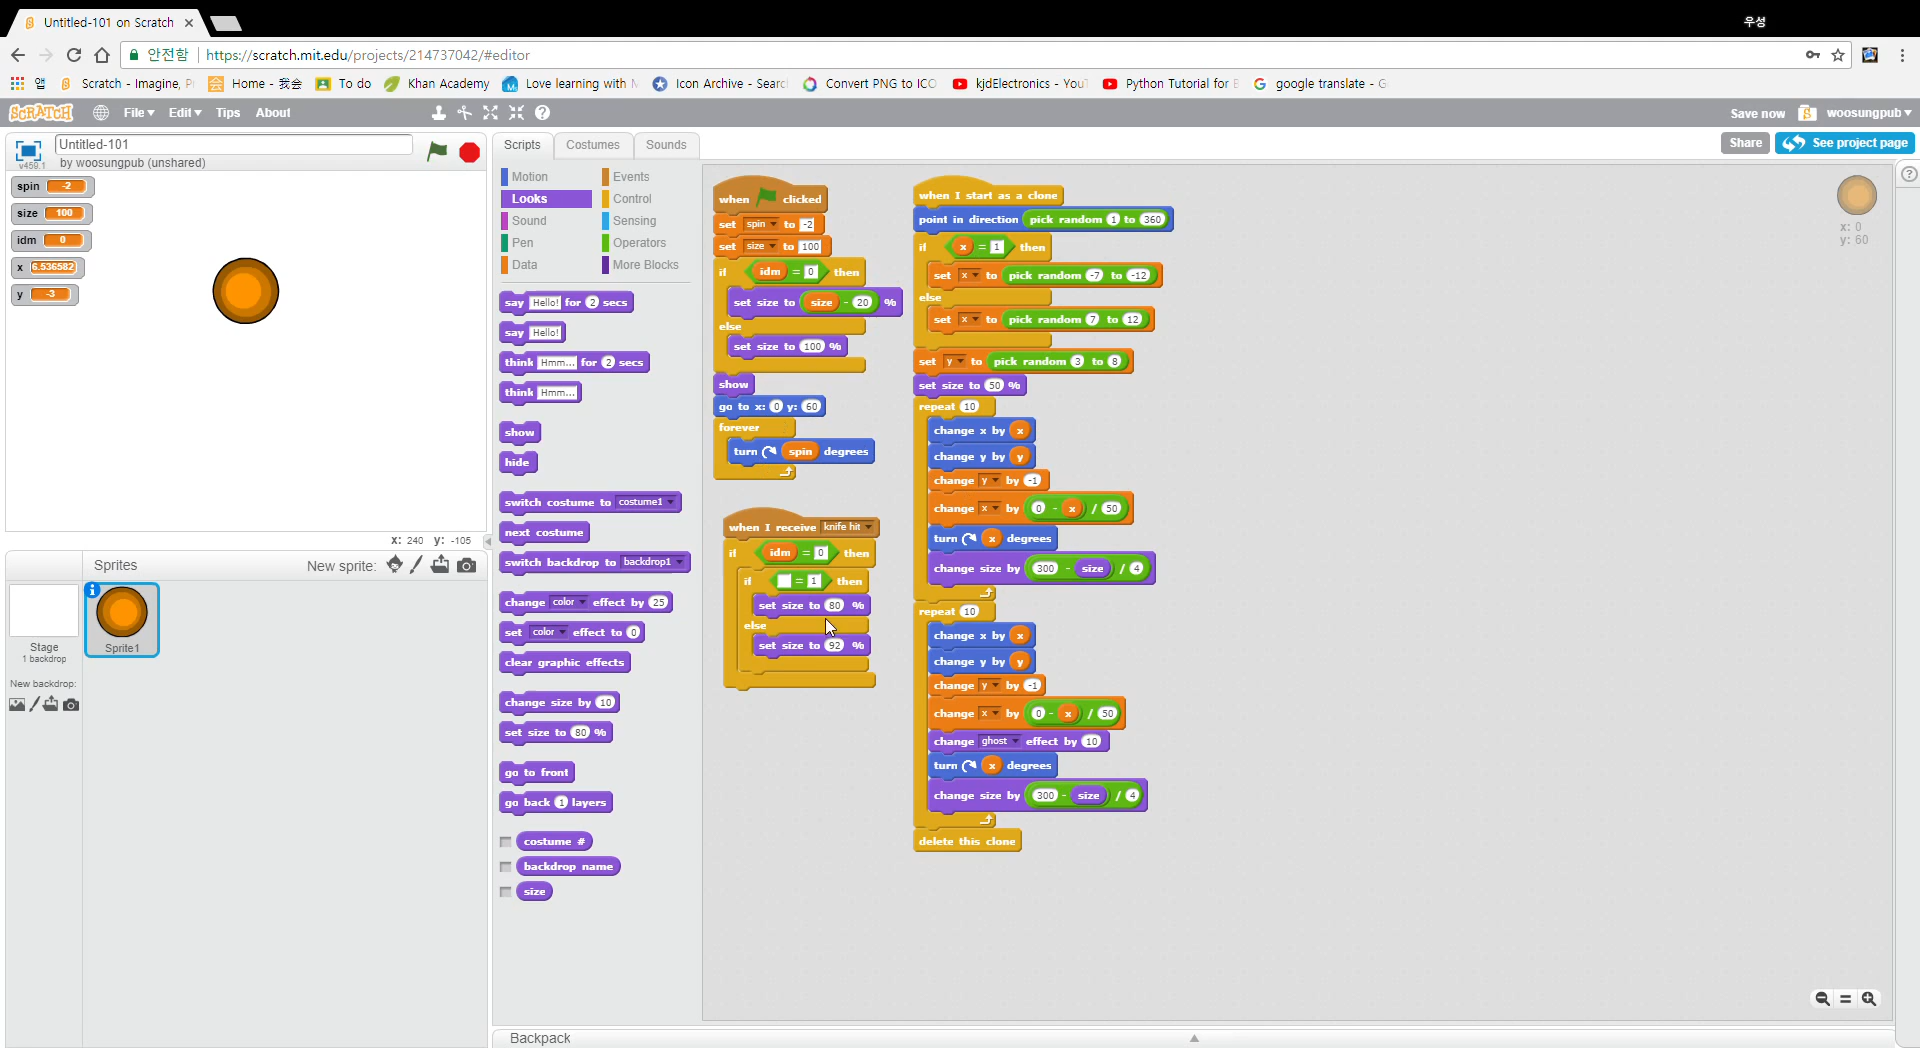 Untitled-101 on Scratch
우성
안전함 https://scratch.mit.edu/projects/214737042/#editor
앱 Scratch - Imagine, P Home - 我会 To do Khan Academy Love learning with Icon Archive - Searc Convert PNG to ICO kjdElectronics - You Python Tutorial for google translate - G
SCRATCH File Edit Tips About Save now woosungpub
Untitled-101
by woosungpub (unshared)
v459.1
Scripts Costumes Sounds
Share See project page
spin -2
size 100
idm 0
x 6.536582
y -3
x: 240 y: -105
Sprites New sprite:
Stage
1 backdrop
New backdrop:
Sprite1
Motion Events
Looks Control
Sound Sensing
Pen Operators
Data More Blocks
say Hello! for 2 secs
say Hello!
think Hmm... for 2 secs
think Hmm...
show
hide
switch costume to costume1
next costume
switch backdrop to backdrop1
change color effect by 25
set color effect to 0
clear graphic effects
change size by 10
set size to 80 %
go to front
go back 1 layers
costume #
backdrop name
size
when clicked
set spin to -2
set size to 100
if idm = 0 then
set size to size - 20 %
else
set size to 100 %
show
go to x: 0 y: 60
forever
turn spin degrees
when I receive knife hit
if idm = 0 then
if = 1 then
set size to 80 %
else
set size to 92 %
when I start as a clone
point in direction pick random 1 to 360
if x = 1 then
set x to pick random -7 to -12
else
set x to pick random 7 to 12
set y to pick random 3 to 8
set size to 50 %
repeat 10
change x by x
change y by y
change y by -1
change x by 0 - x / 50
turn x degrees
change size by 300 - size / 4
repeat 10
change x by x
change y by y
change y by -1
change x by 0 - x / 50
change ghost effect by 10
turn x degrees
change size by 300 - size / 4
delete this clone
x: 0
y: 60
Backpack